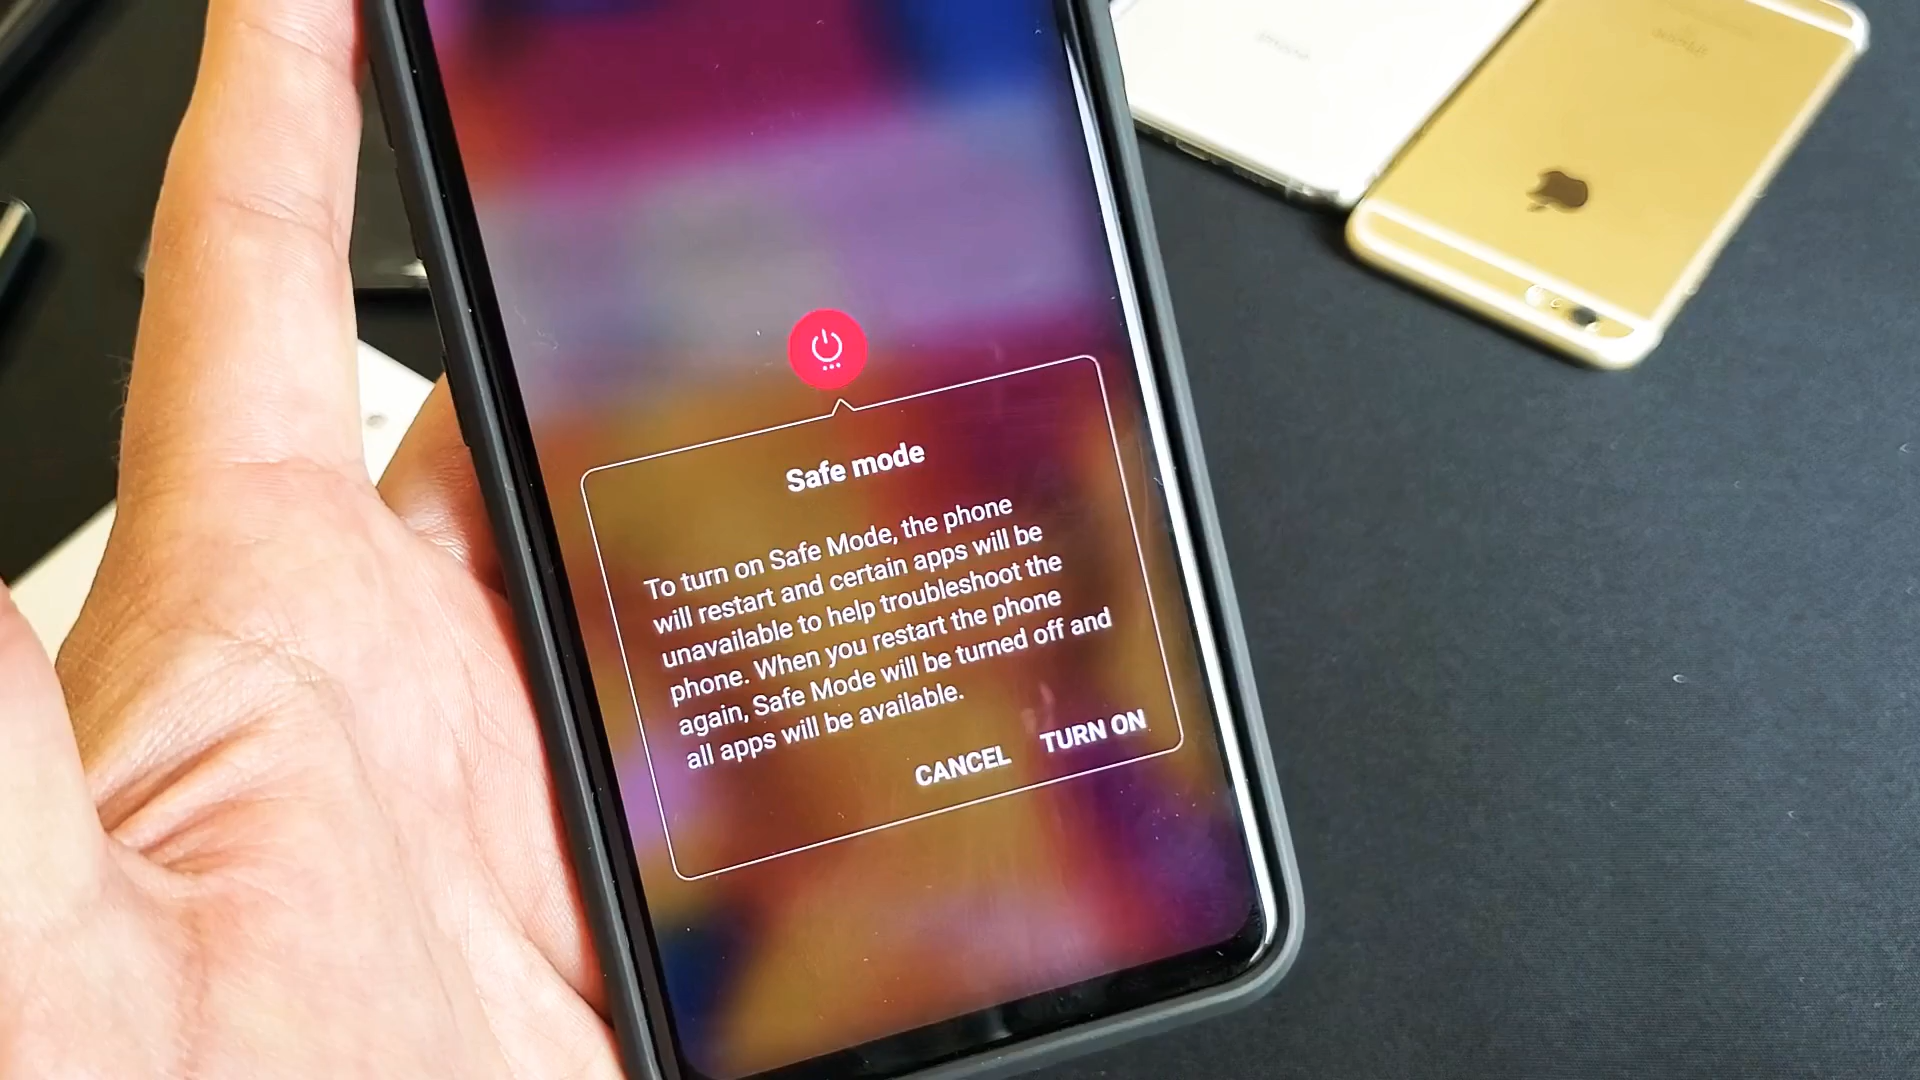 iPhone
Safe mode
To turn on Safe Mode, the phone
will restart and certain apps will be
unavailable to help troubleshoot the
phone. When you restart the phone
again, Safe Mode will be turned off and
all apps will be available.
CANCEL
TURN ON